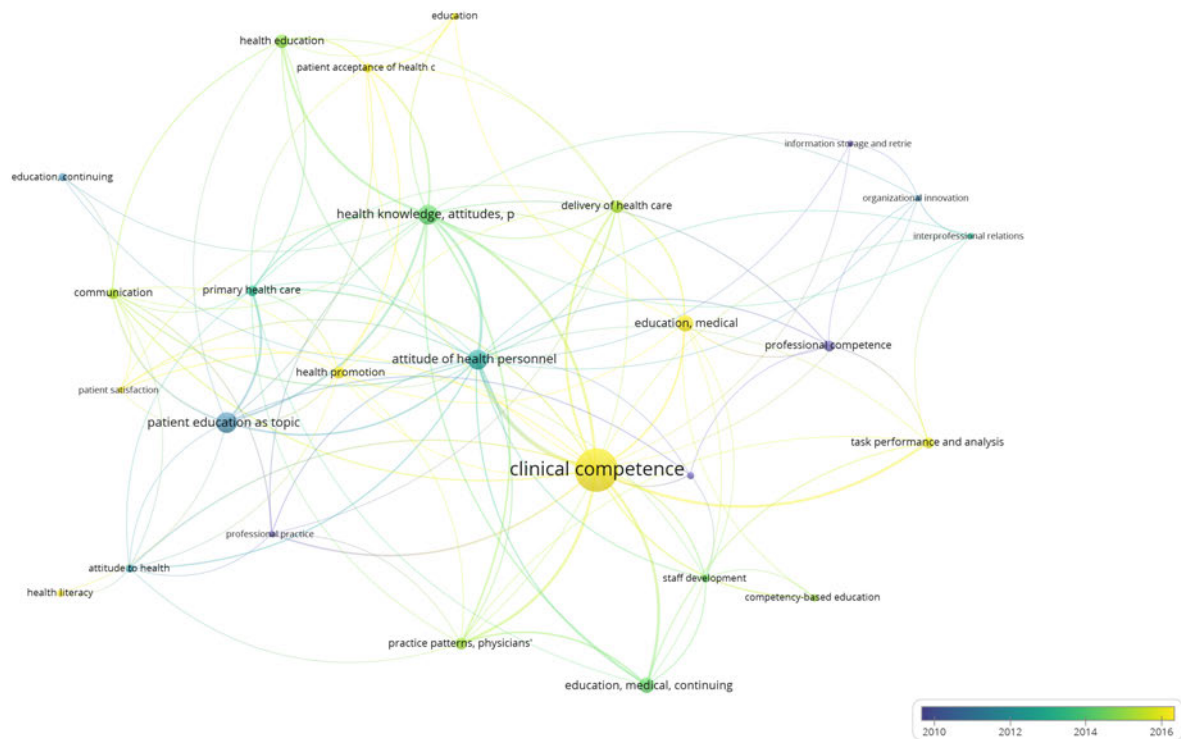 education
health education
patient acceptance of health c
information storage and retrie
education, continuing
organizational innovation
delivery of health care
health knowledge, attitudes, p
interprofessional relations
primary health care
communication
education, medical
professional competence
attitude of health personnel
health promotion
patient satisfaction
patient education as topic
task performance and analysis
clinical competence
professional practice
attitude to health
staff development
health literacy
competency-based education
practice patterns, physicians'
education, medical, continuing
2010 2012 2014 2016